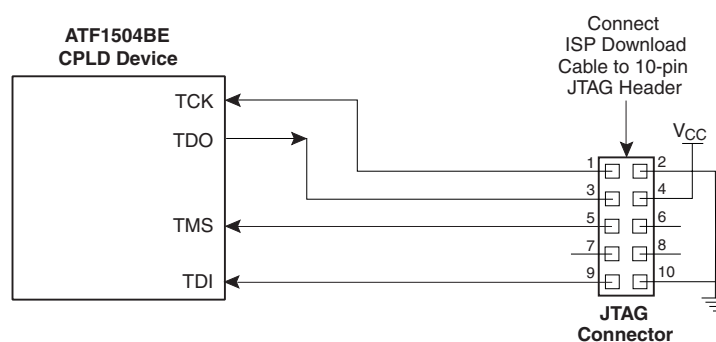 ATF1504BE
CPLD Device
TCK
TDO
TMS
TDI
Connect
ISP Download
Cable to 10-pin
JTAG Header
VCC
1 2
3 4
5 6
7 8
9 10
JTAG
Connector